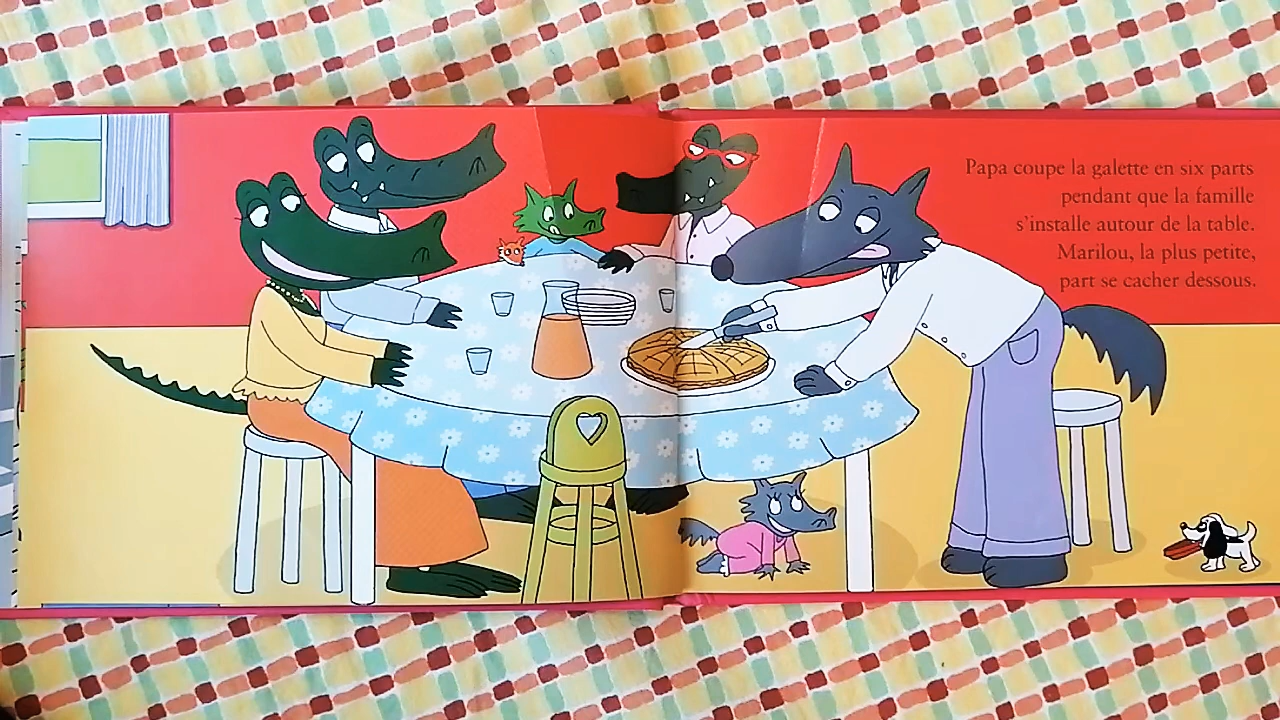 Papa coupe la galette en six parts
pendant que la famille
s'installe autour de la table.
Marilou, la plus petite,
part se cacher dessous.